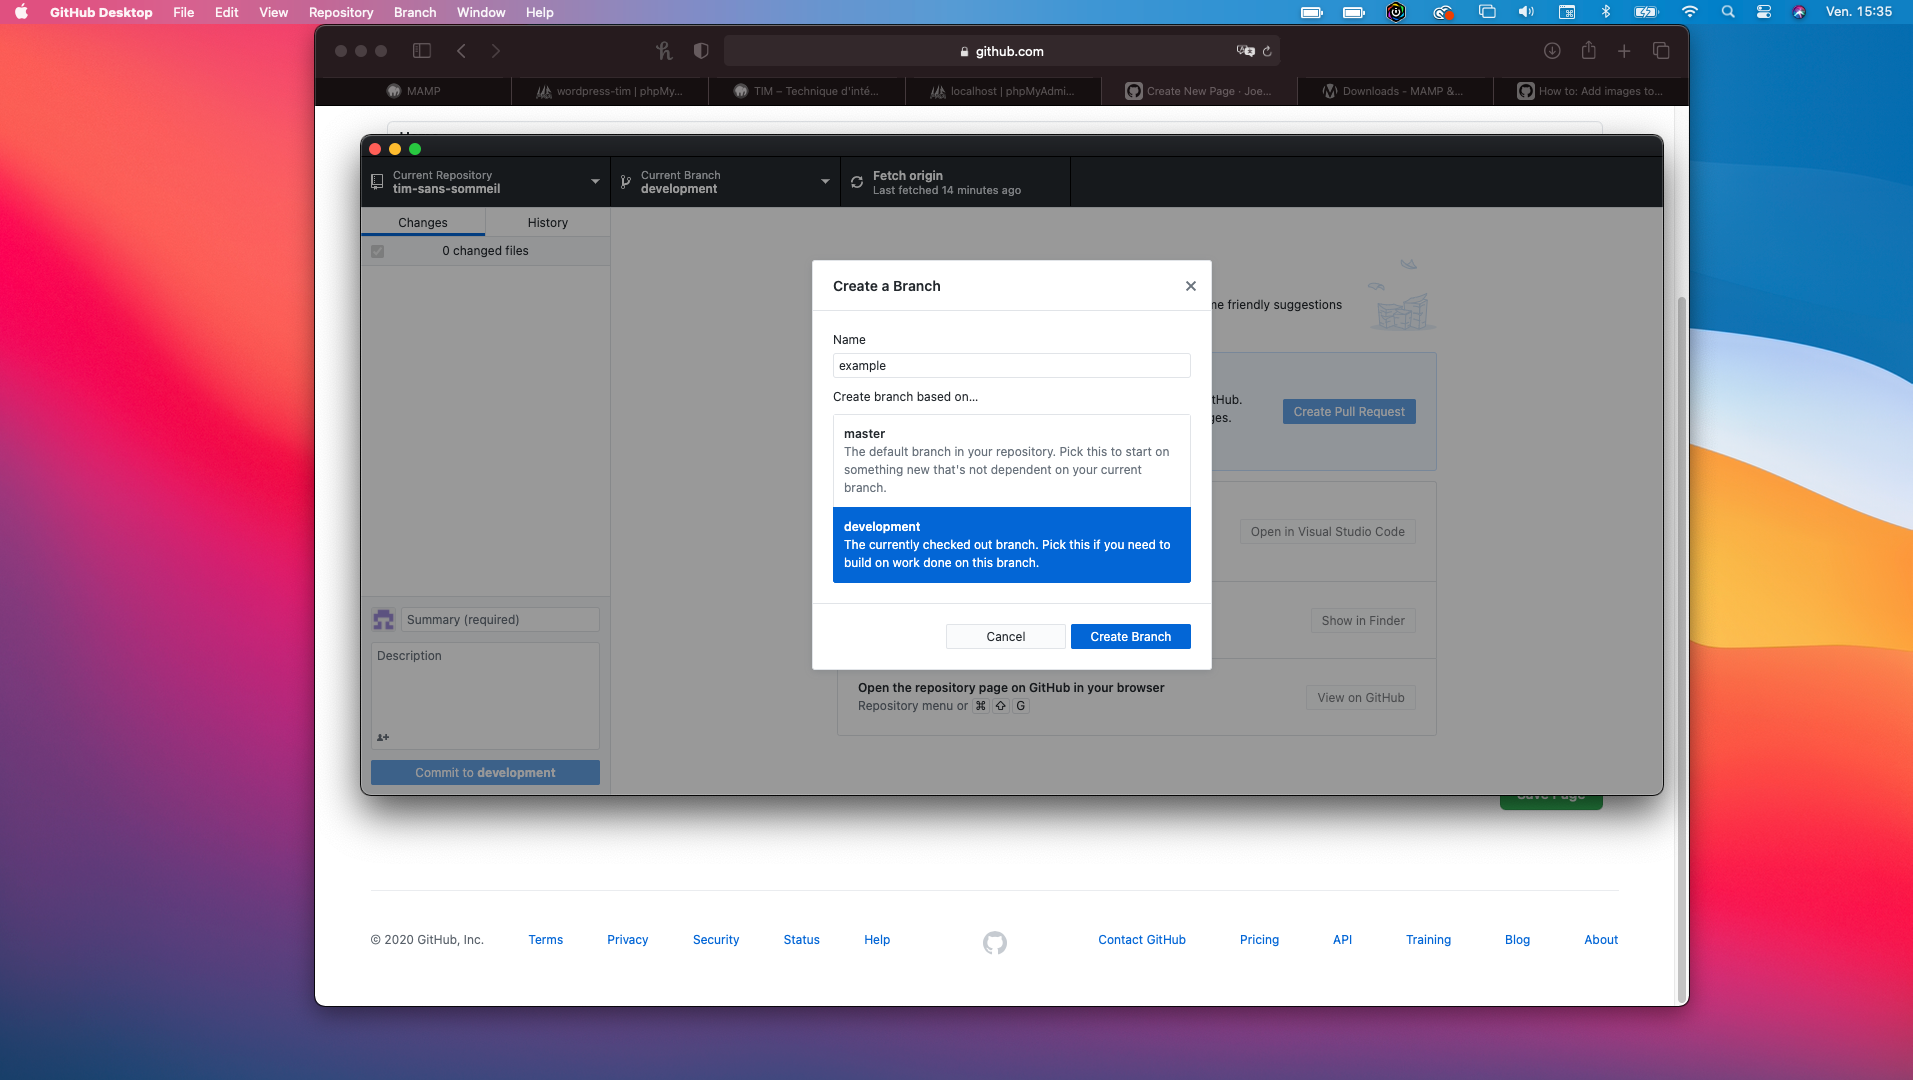 GitHub Desktop File Edit View Repository Branch Window Help Ven. 15:35
github.com
MAMP
wordpress-tim | phpMy...
TIM – Technique d'inté...
localhost | phpMyAdmi...
Create New Page · Joe...
Downloads - MAMP &...
How to: Add images to...
Current Repository
tim-sans-sommeil
Current Branch
development
Fetch origin
Last fetched 14 minutes ago
Changes
History
0 changed files
Create a Branch
Name
example
Create branch based on...
master
The default branch in your repository. Pick this to start on
something new that's not dependent on your current
branch.
development
The currently checked out branch. Pick this if you need to
build on work done on this branch.
Cancel
Create Branch
friendly suggestions
Create Pull Request
Open in Visual Studio Code
Show in Finder
Open the repository page on GitHub in your browser
Repository menu or ⌘ ⇧ G
View on GitHub
Summary (required)
Description
Commit to development
© 2020 GitHub, Inc. Terms Privacy Security Status Help Contact GitHub Pricing API Training Blog About